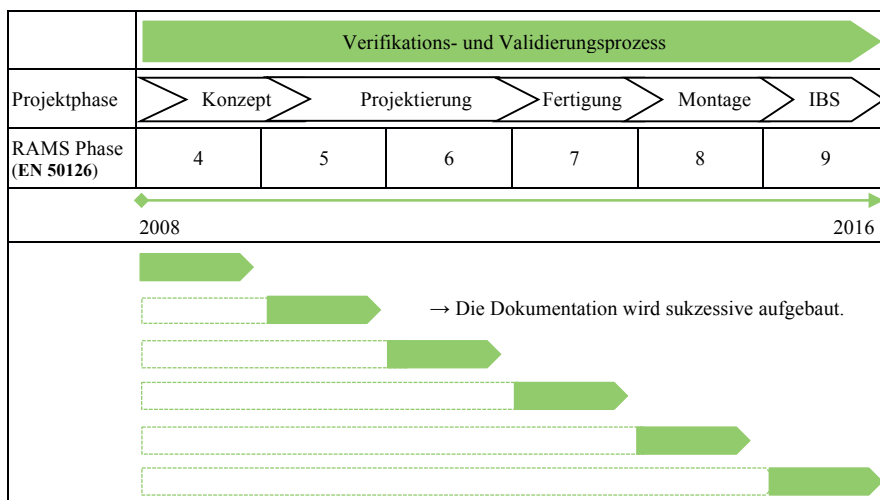 Verifikations- und Validierungsprozess
Projektphase Konzept Projektierung Fertigung Montage IBS
RAMS Phase
(EN 50126) 4 5 6 7 8 9
2008 2016
→ Die Dokumentation wird sukzessive aufgebaut.